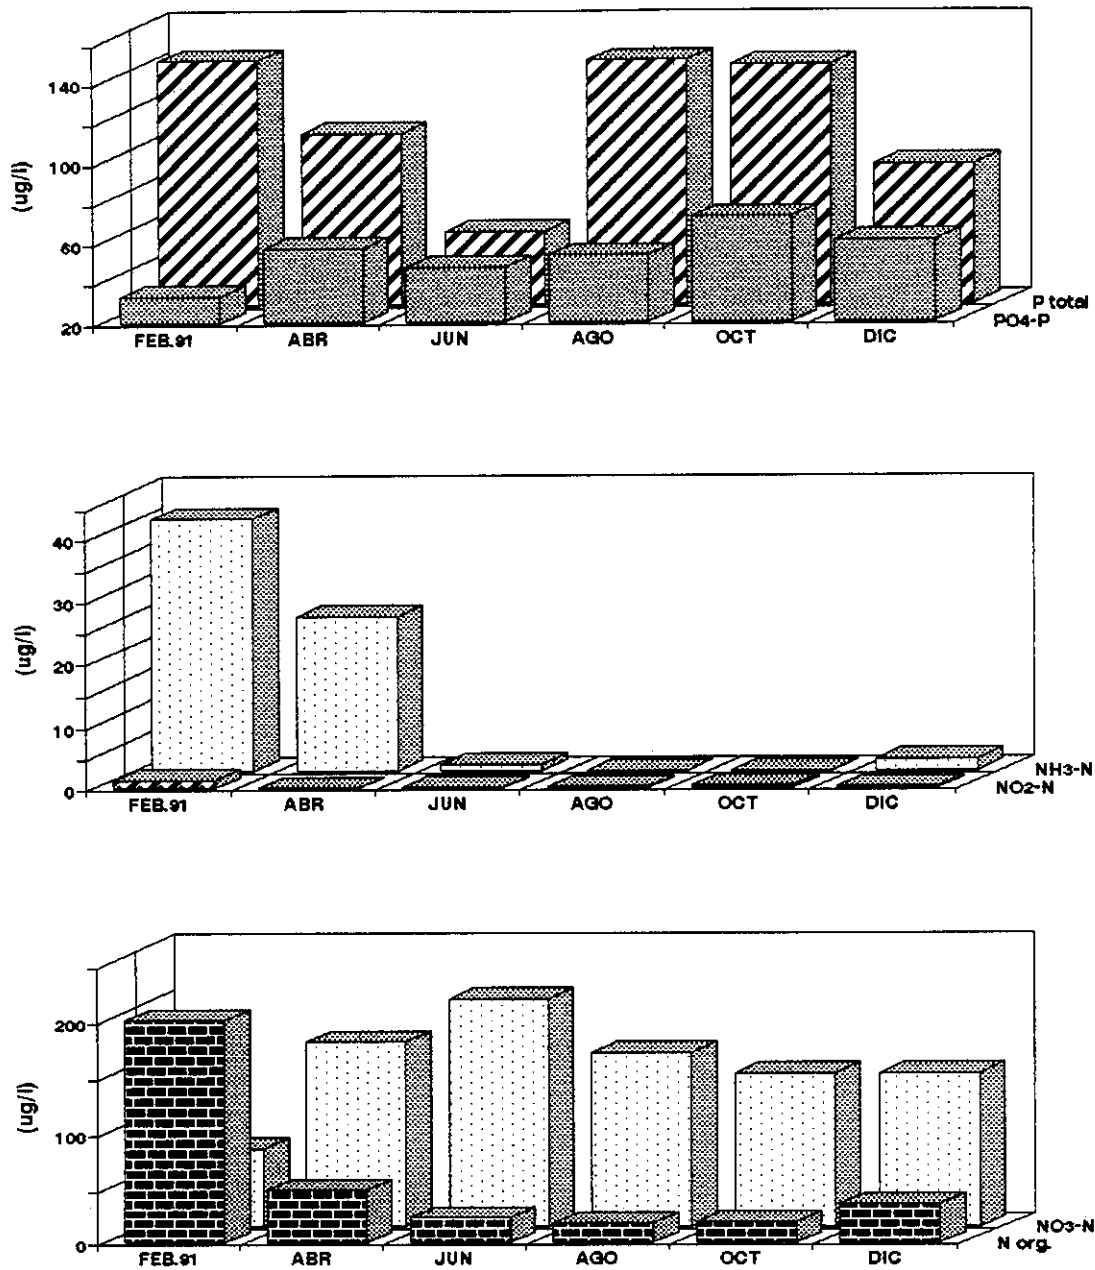 140
100
60
20
(ug/l)
P total
PO4-P
FEB.91 ABR JUN AGO OCT DIC
40
30
20
10
0
(ug/l)
NH3-N
NO2-N
FEB.91 ABR JUN AGO OCT DIC
200
100
0
(ug/l)
NO3-N
N org.
FEB.91 ABR JUN AGO OCT DIC